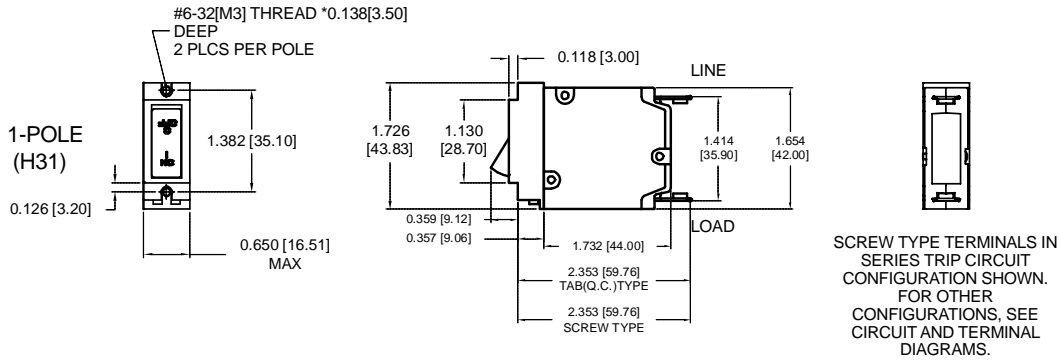 #6-32[M3] THREAD *0.138[3.50]
DEEP
2 PLCS PER POLE
1-POLE
(H31)
1.382 [35.10]
0.126 [3.20]
0.650 [16.51]
MAX
0.118 [3.00]
LINE
1.726
[43.83]
1.130
[28.70]
1.414
[35.90]
1.654
[42.00]
0.359 [9.12]
0.357 [9.06]
LOAD
1.732 [44.00]
2.353 [59.76]
TAB(Q.C.)TYPE
2.353 [59.76]
SCREW TYPE
SCREW TYPE TERMINALS IN
SERIES TRIP CIRCUIT
CONFIGURATION SHOWN.
FOR OTHER
CONFIGURATIONS, SEE
CIRCUIT AND TERMINAL
DIAGRAMS.